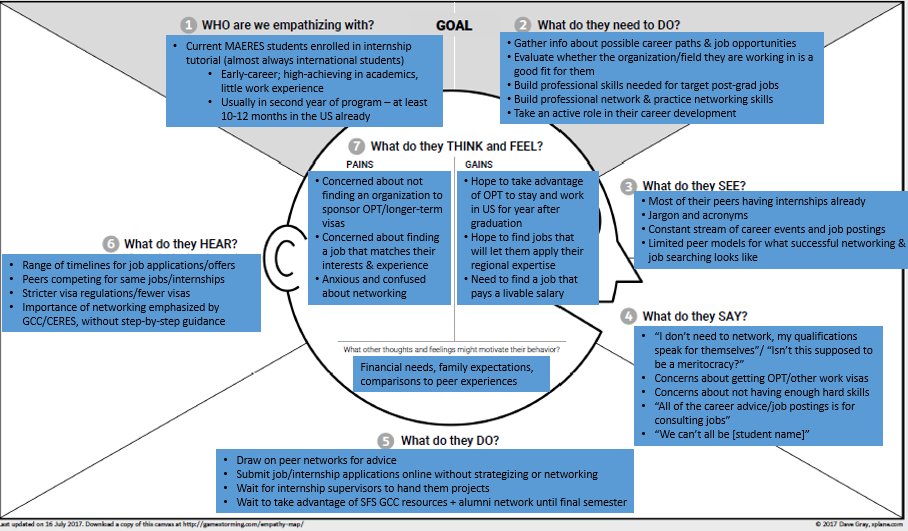 1 WHO are we empathizing with?
• Current MAERES students enrolled in internship
tutorial (almost always international students)
• Early-career; high-achieving in academics,
little work experience
• Usually in second year of program – at least
10-12 months in the US already
GOAL
2 What do they need to DO?
• Gather info about possible career paths & job opportunities
• Evaluate whether the organization/field they are working in is a
good fit for them
• Build professional skills needed for target post-grad jobs
• Build professional network & practice networking skills
• Take an active role in their career development
7 What do they THINK and FEEL?
PAINS
• Concerned about not
finding an organization to
sponsor OPT/longer-term
visas
• Concerned about finding
a job that matches their
interests & experience
• Anxious and confused
about networking
GAINS
• Hope to take advantage
of OPT to stay and work
in US for year after
graduation
• Hope to find jobs that
will let them apply their
regional expertise
• Need to find a job that
pays a livable salary
What other thoughts and feelings might motivate their behavior?
Financial needs, family expectations,
comparisons to peer experiences
3 What do they SEE?
• Most of their peers having internships already
• Jargon and acronyms
• Constant stream of career events and job postings
• Limited peer models for what successful networking &
job searching looks like
6 What do they HEAR?
• Range of timelines for job applications/offers
• Peers competing for same jobs/internships
• Stricter visa regulations/fewer visas
• Importance of networking emphasized by
GCC/CERES, without step-by-step guidance
4 What do they SAY?
• “I don’t need to network, my qualifications
speak for themselves”/ “Isn’t this supposed to
be a meritocracy?”
• Concerns about getting OPT/other work visas
• Concerns about not having enough hard skills
• “All of the career advice/job postings is for
consulting jobs”
• “We can’t all be [student name]”
5 What do they DO?
• Draw on peer networks for advice
• Submit job/internship applications online without strategizing or networking
• Wait for internship supervisors to hand them projects
• Wait to take advantage of SFS GCC resources + alumni network until final semester
Last updated on 16 July 2017. Download a copy of this canvas at http://gamestorming.com/empathy-map/
© 2017 Dave Gray, xplane.com